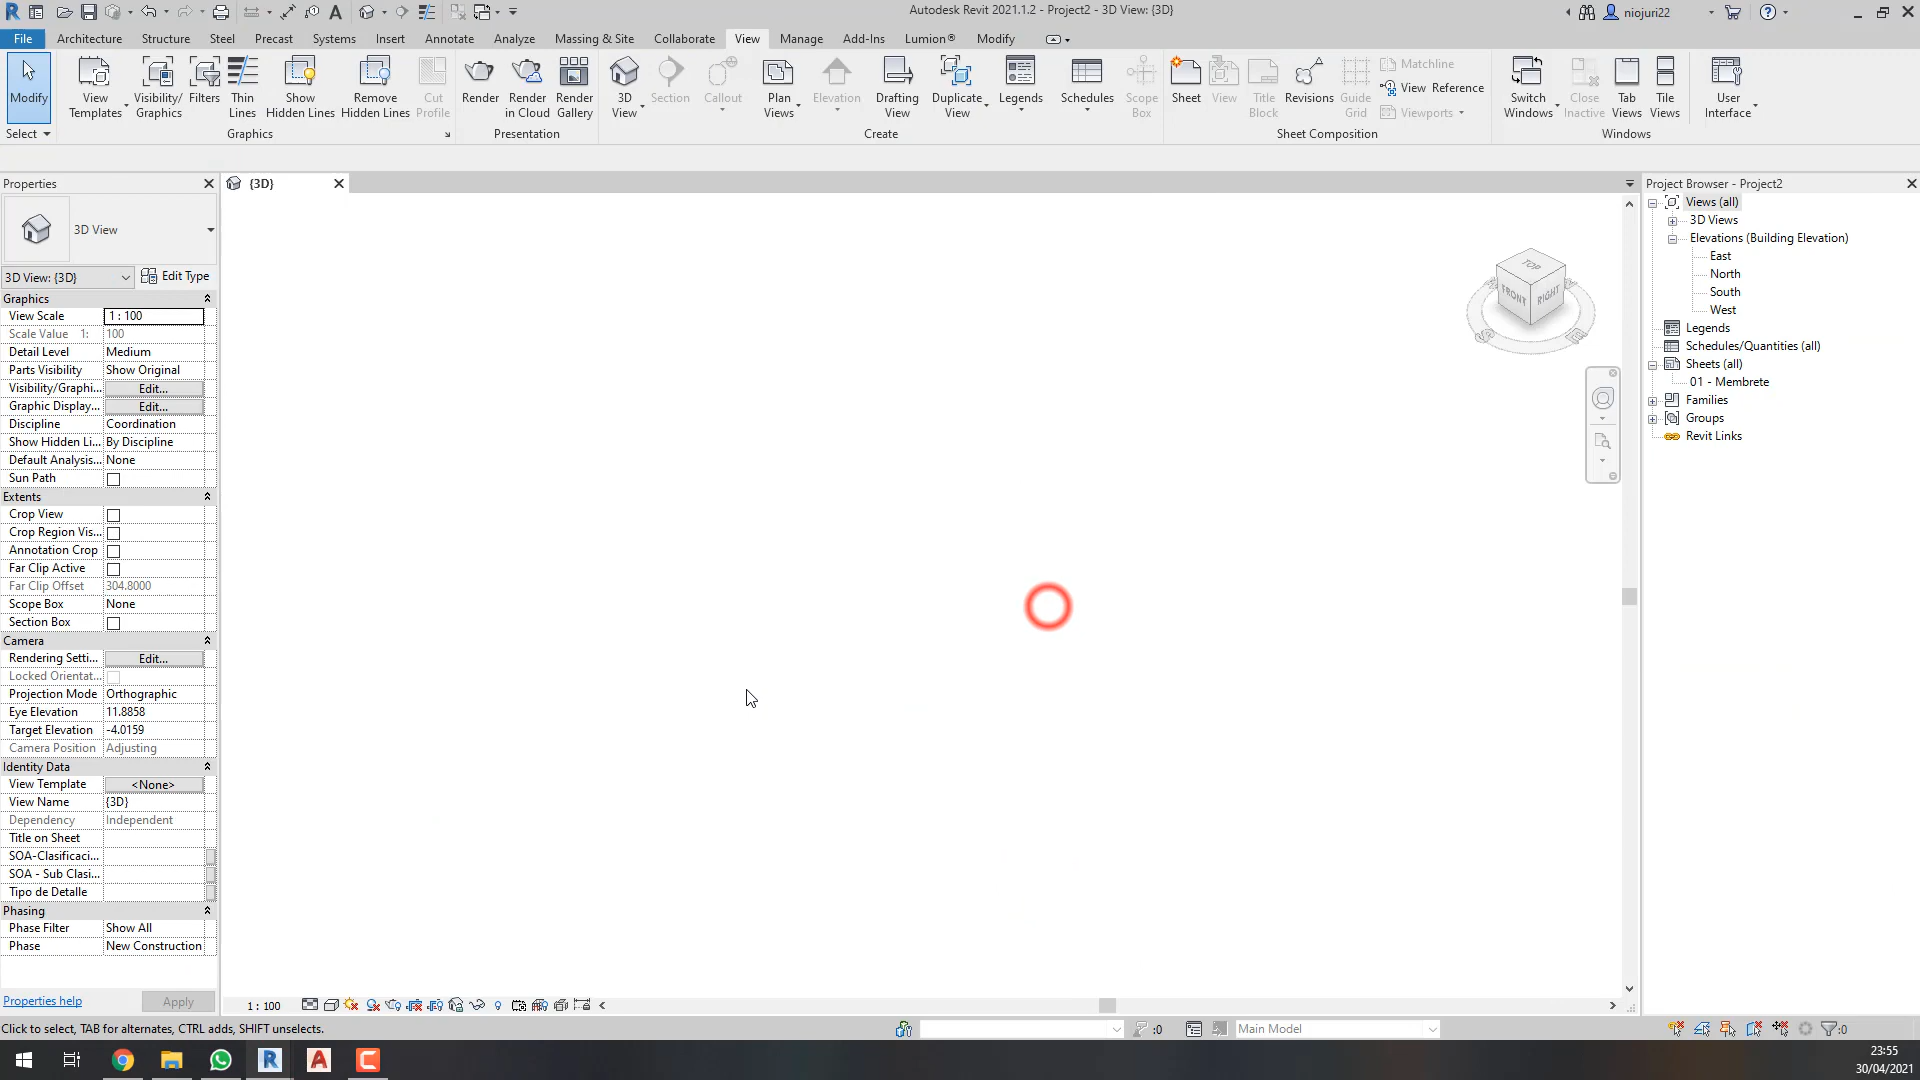 Autodesk Revit 2021.1.2 - Project2 - 3D View: {3D}
niojuri22
File Architecture Structure Steel Precast Systems Insert Annotate Analyze Massing & Site Collaborate View Manage Add-Ins Lumion® Modify
Modify
View Templates
Visibility/ Graphics
Filters
Thin Lines
Show Hidden Lines
Remove Hidden Lines
Cut Profile
Render
Render in Cloud
Render Gallery
3D View
Section
Callout
Plan Views
Elevation
Drafting View
Duplicate View
Legends
Schedules
Scope Box
Sheet
View
Title Block
Revisions
Guide Grid
Matchline
View Reference
Viewports
Switch Windows
Close Inactive
Tab Views
Tile Views
User Interface
Select Graphics Presentation Create Sheet Composition Windows
Properties
3D View
3D View: {3D} Edit Type
Graphics
View Scale 1 : 100
Scale Value 1: 100
Detail Level Medium
Parts Visibility Show Original
Visibility/Graphi... Edit...
Graphic Display... Edit...
Discipline Coordination
Show Hidden Li... By Discipline
Default Analysis... None
Sun Path
Extents
Crop View
Crop Region Vis...
Annotation Crop
Far Clip Active
Far Clip Offset 304.8000
Scope Box None
Section Box
Camera
Rendering Setti... Edit...
Locked Orientat...
Projection Mode Orthographic
Eye Elevation 11.8858
Target Elevation -4.0159
Camera Position Adjusting
Identity Data
View Template <None>
View Name {3D}
Dependency Independent
Title on Sheet
SOA-Clasificaci...
SOA - Sub Clasi...
Tipo de Detalle
Phasing
Phase Filter Show All
Phase New Construction
Properties help Apply
{3D}
TOP
FRONT RIGHT
1 : 100
Project Browser - Project2
Views (all)
3D Views
Elevations (Building Elevation)
East
North
South
West
Legends
Schedules/Quantities (all)
Sheets (all)
01 - Membrete
Families
Groups
Revit Links
Click to select, TAB for alternates, CTRL adds, SHIFT unselects.
:0
Main Model
:0
23:55
30/04/2021